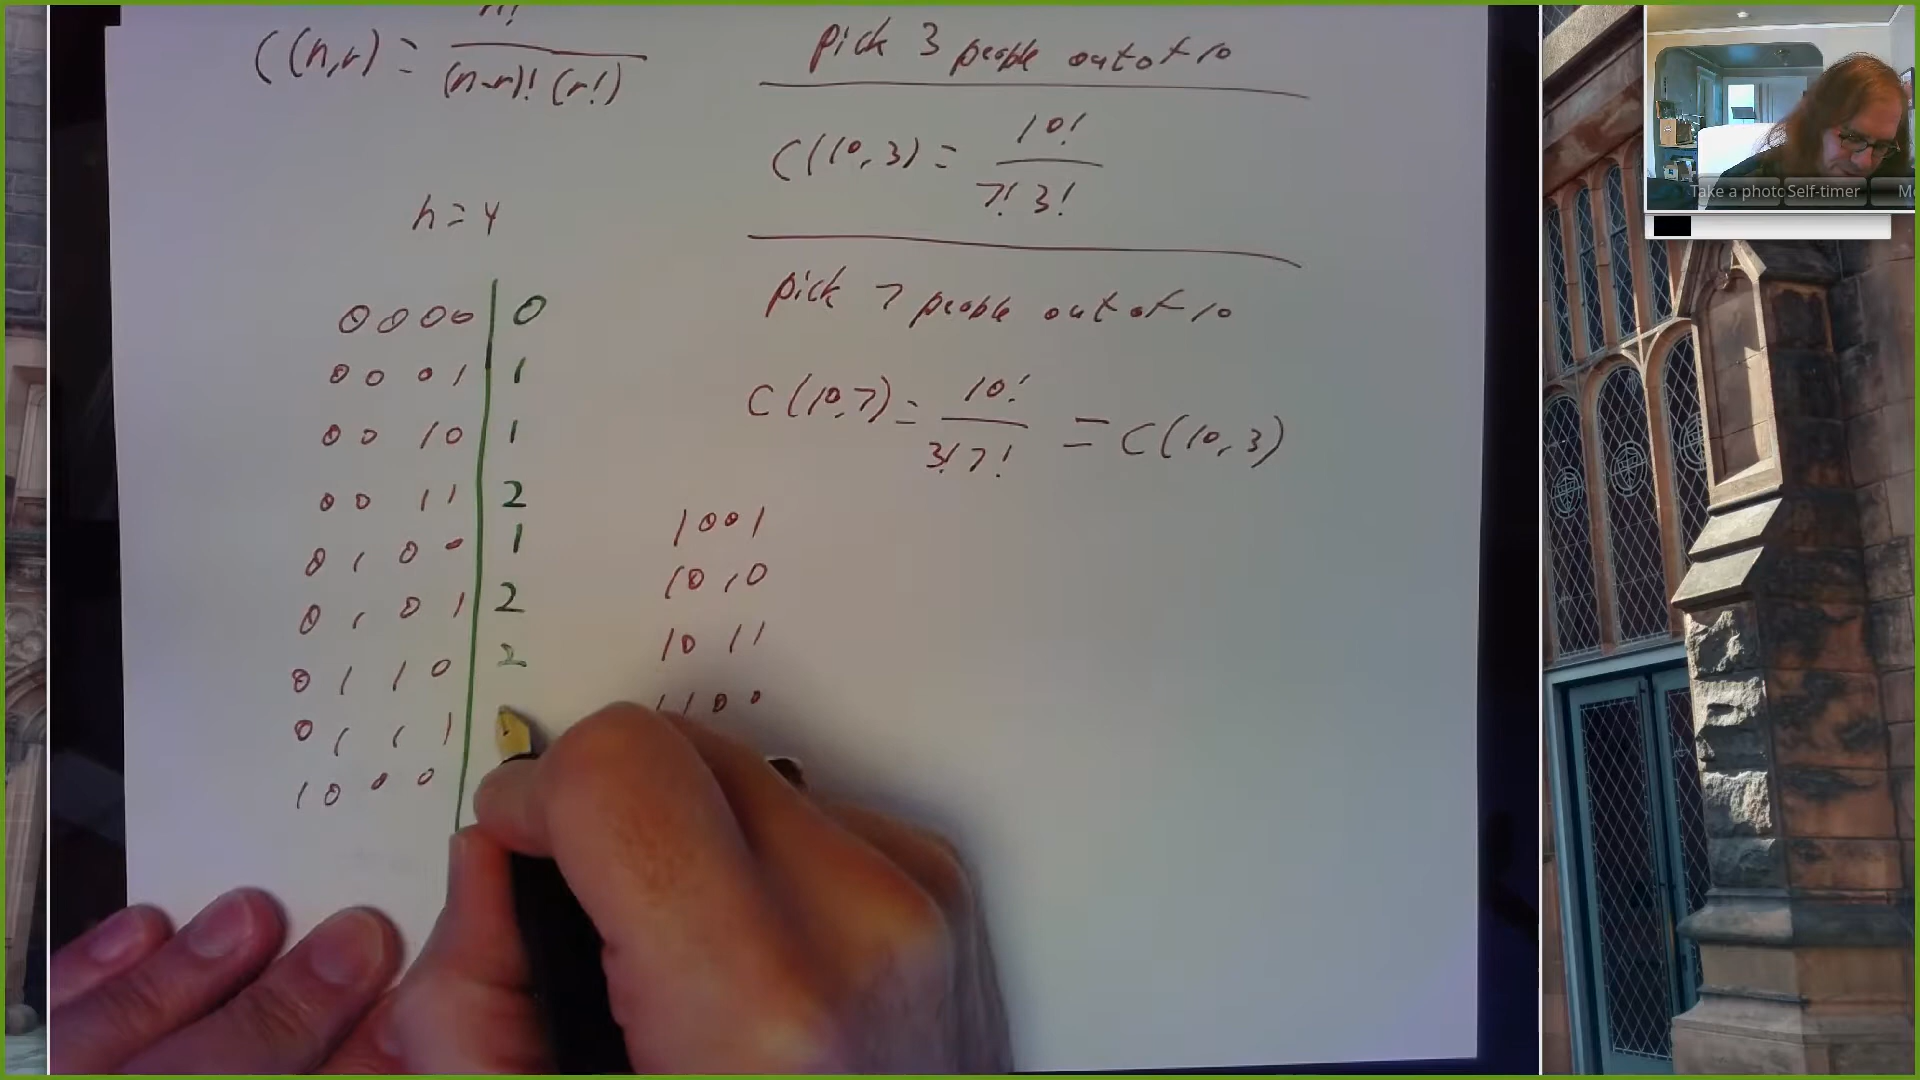 n!
C(n,r) = (n-r)! (r!)
n=4
0000 | 0
0001 | 1
0010 | 1
0011 | 2
0100 | 1
0101 | 2
0110 | 2
0111
1000
1001
1010
1011
1100
pick 3 people out of 10
C(10,3) = 10!
7! 3!
pick 7 people out of 10
C(10,7) = 10! = C(10,3)
3! 7!
Take a photo Self-timer